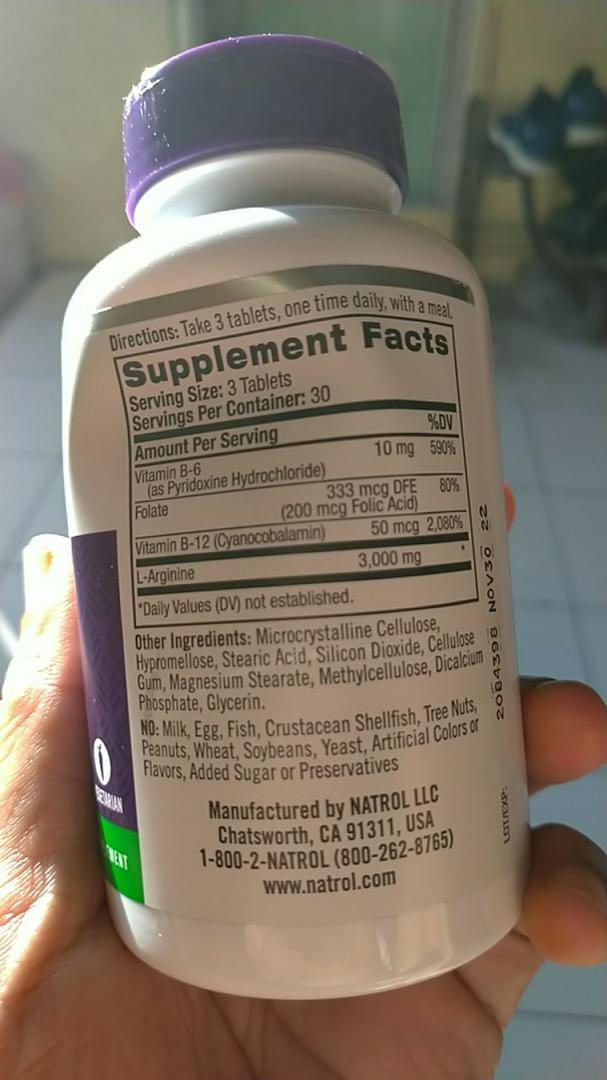 Directions: Take 3 tablets, one time daily, with a meal.
Supplement Facts
Serving Size: 3 Tablets
Servings Per Container: 30
Amount Per Serving %DV
Vitamin B-6 10 mg 590%
(as Pyridoxine Hydrochloride)
Folate 333 mcg DFE 80%
(200 mcg Folic Acid)
Vitamin B-12 (Cyanocobalamin) 50 mcg 2,080%
L-Arginine 3,000 mg *
*Daily Values (DV) not established.
Other Ingredients: Microcrystalline Cellulose,
Hypromellose, Stearic Acid, Silicon Dioxide, Cellulose
Gum, Magnesium Stearate, Methylcellulose, Dicalcium
Phosphate, Glycerin.
NO: Milk, Egg, Fish, Crustacean Shellfish, Tree Nuts,
Peanuts, Wheat, Soybeans, Yeast, Artificial Colors or
Flavors, Added Sugar or Preservatives
Manufactured by NATROL LLC
Chatsworth, CA 91311, USA
1-800-2-NATROL (800-262-8765)
www.natrol.com
LOT/EXP:
2084398 NOV30 22